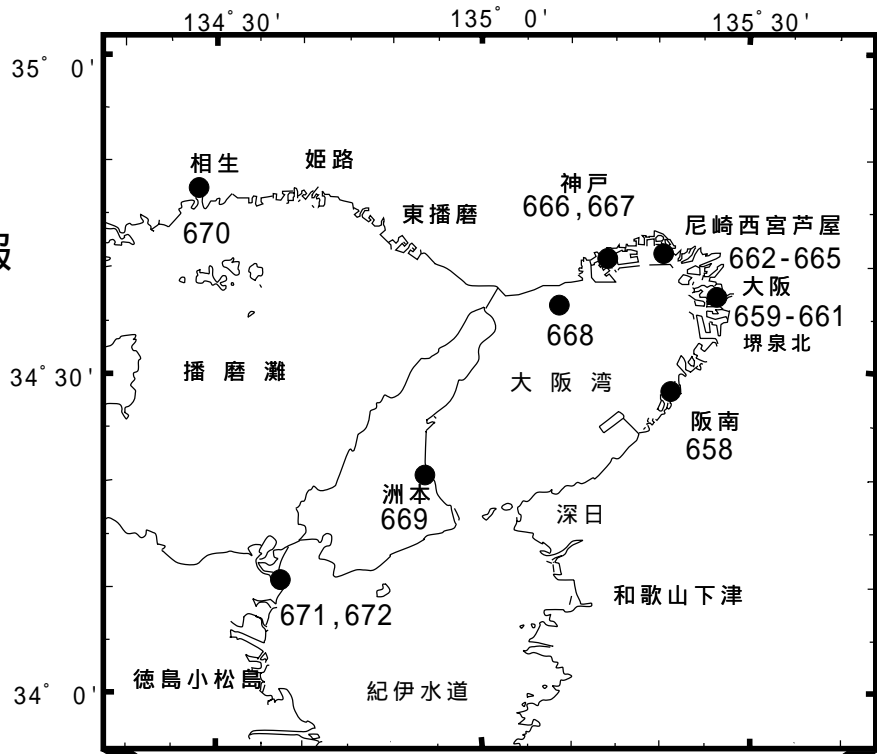 134°30'
135°0'
135°30'
35°0'
相生
姫路
神戸
666,667
東播磨
尼崎西宮芦屋
670
662-665
報
大阪
659-661
668
堺泉北
34°30'
播磨灘
大阪湾
阪南
658
洲本
669
深日
671,672
和歌山下津
徳島小松島
紀伊水道
34°0'